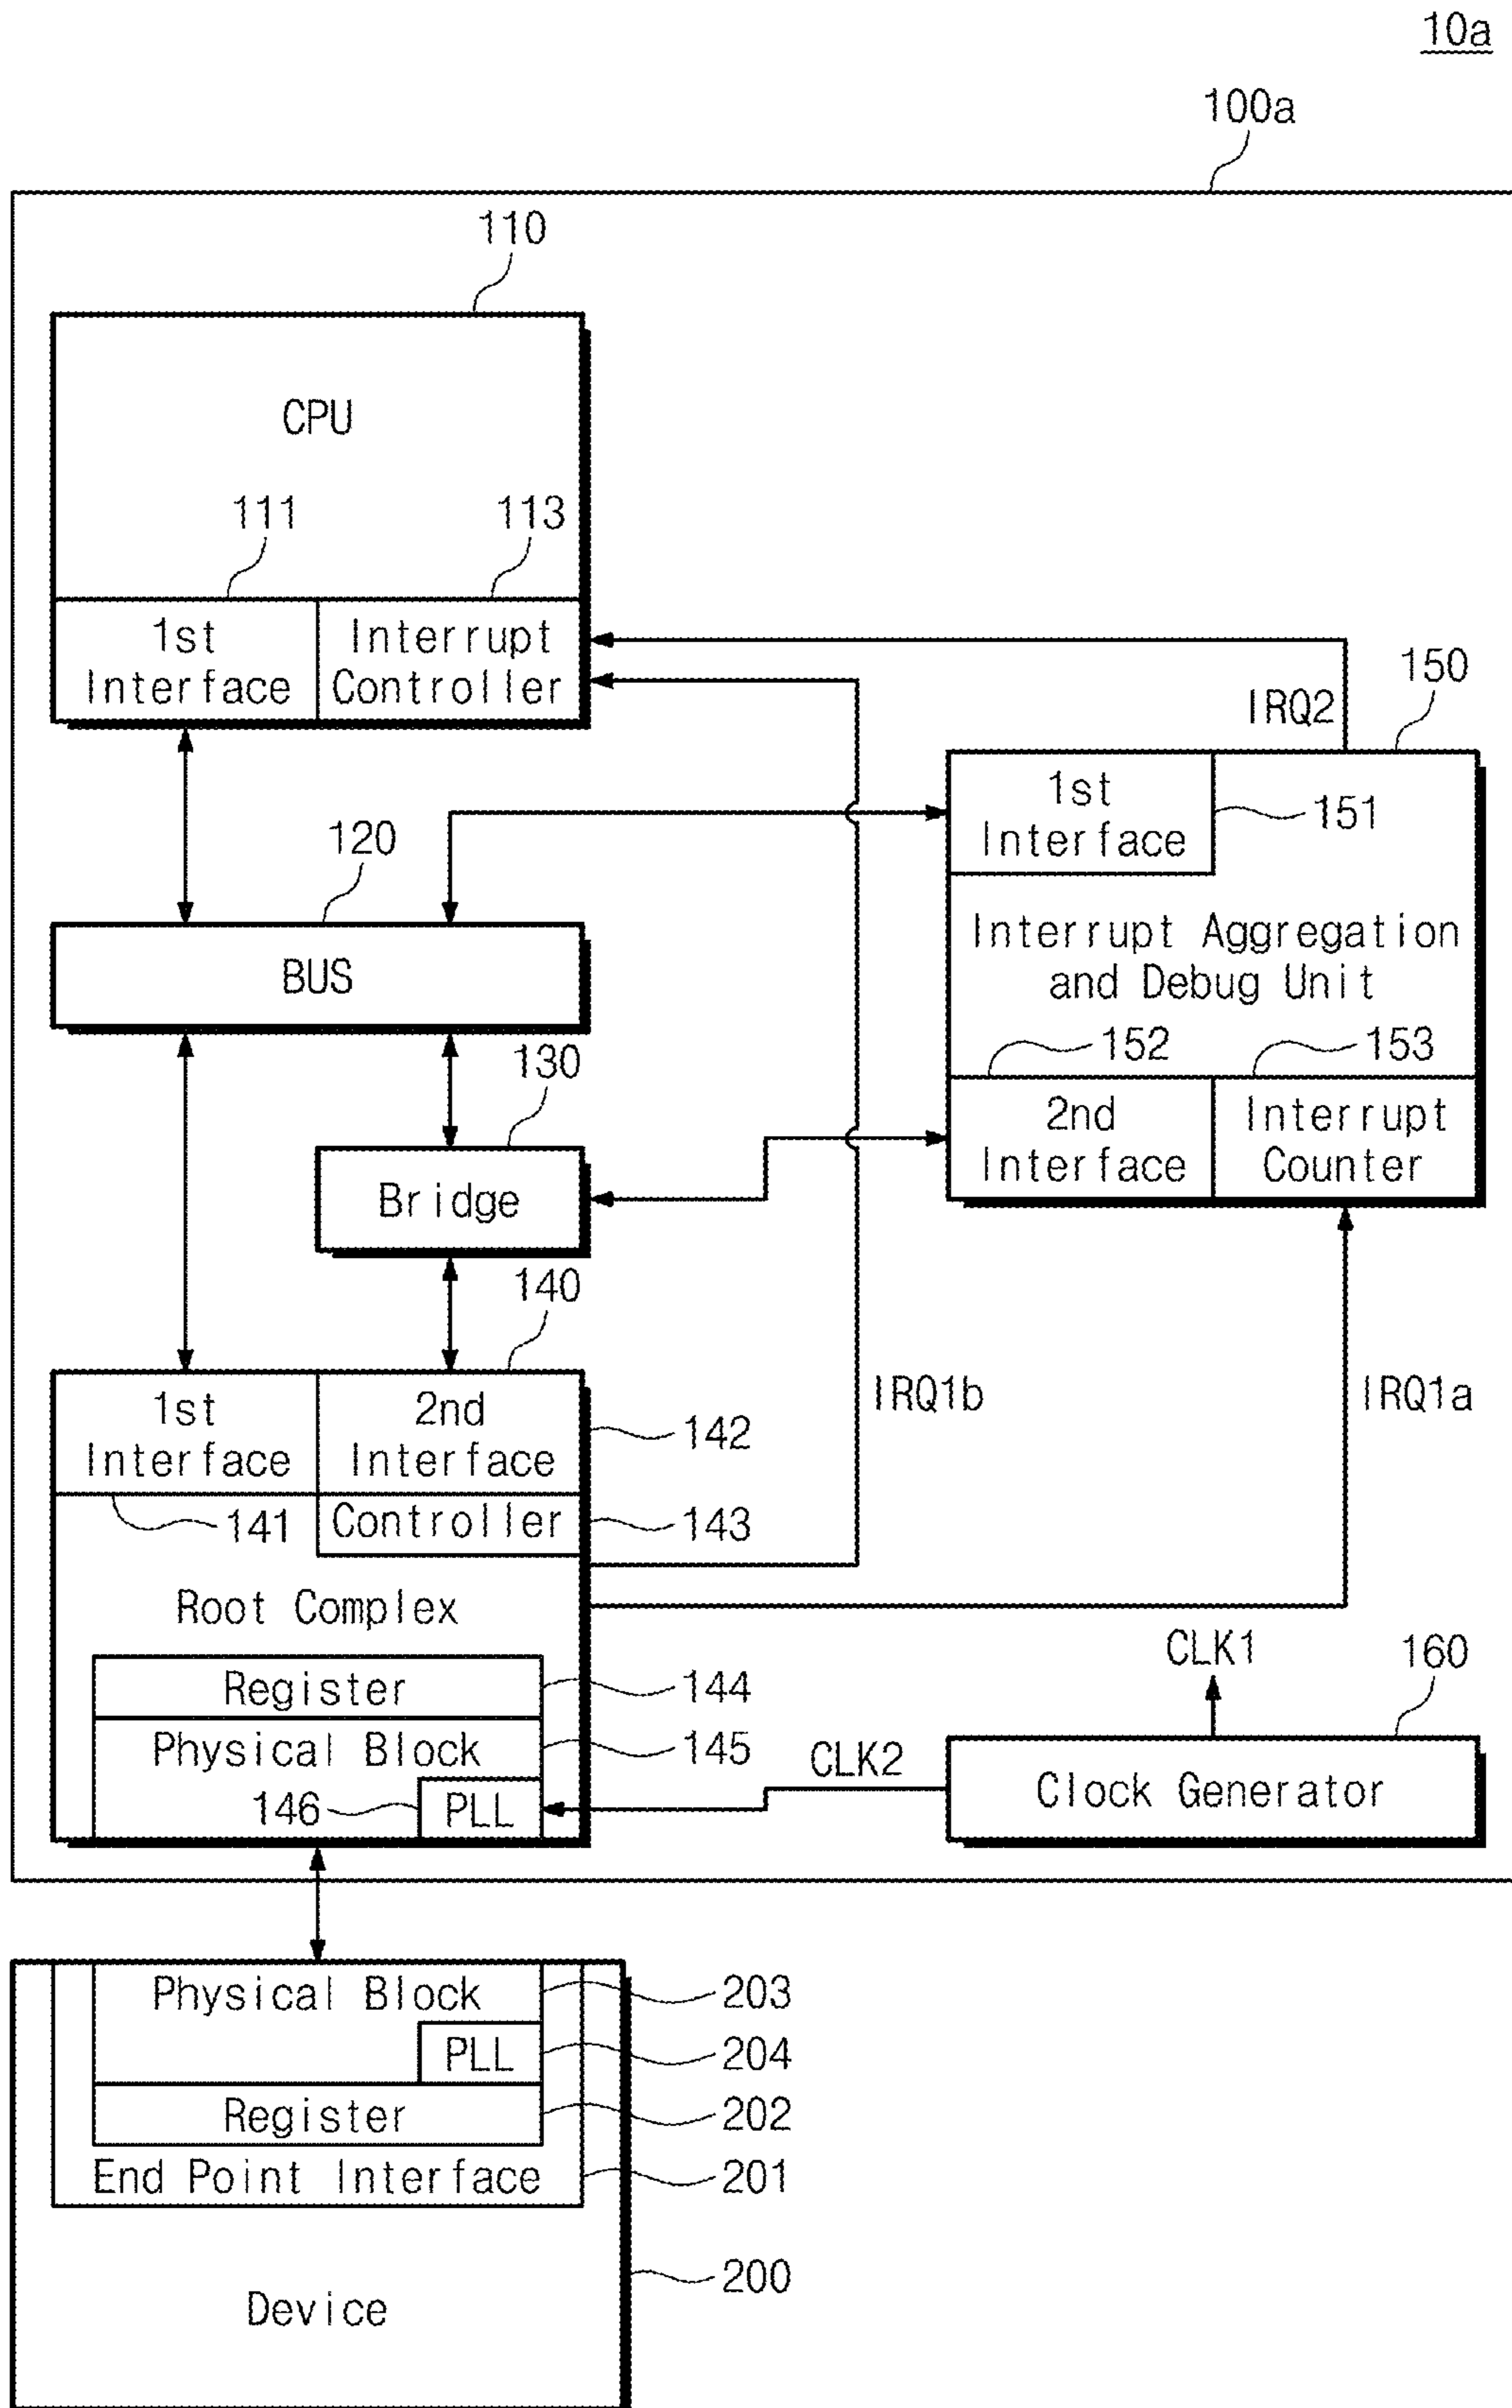 10a
100a
110
CPU
111
113
1st
Interface
Interrupt
Controller
IRQ2
150
1st
Interface
151
120
BUS
Interrupt Aggregation
and Debug Unit
152
153
130
2nd
Interface
Interrupt
Counter
Bridge
140
1st
Interface
2nd
Interface
142
IRQ1b
IRQ1a
141
Controller
143
Root Complex
CLK1
160
Register
144
Physical Block
145
CLK2
Clock Generator
146
PLL
Physical Block
203
PLL
204
Register
202
End Point Interface
201
200
Device